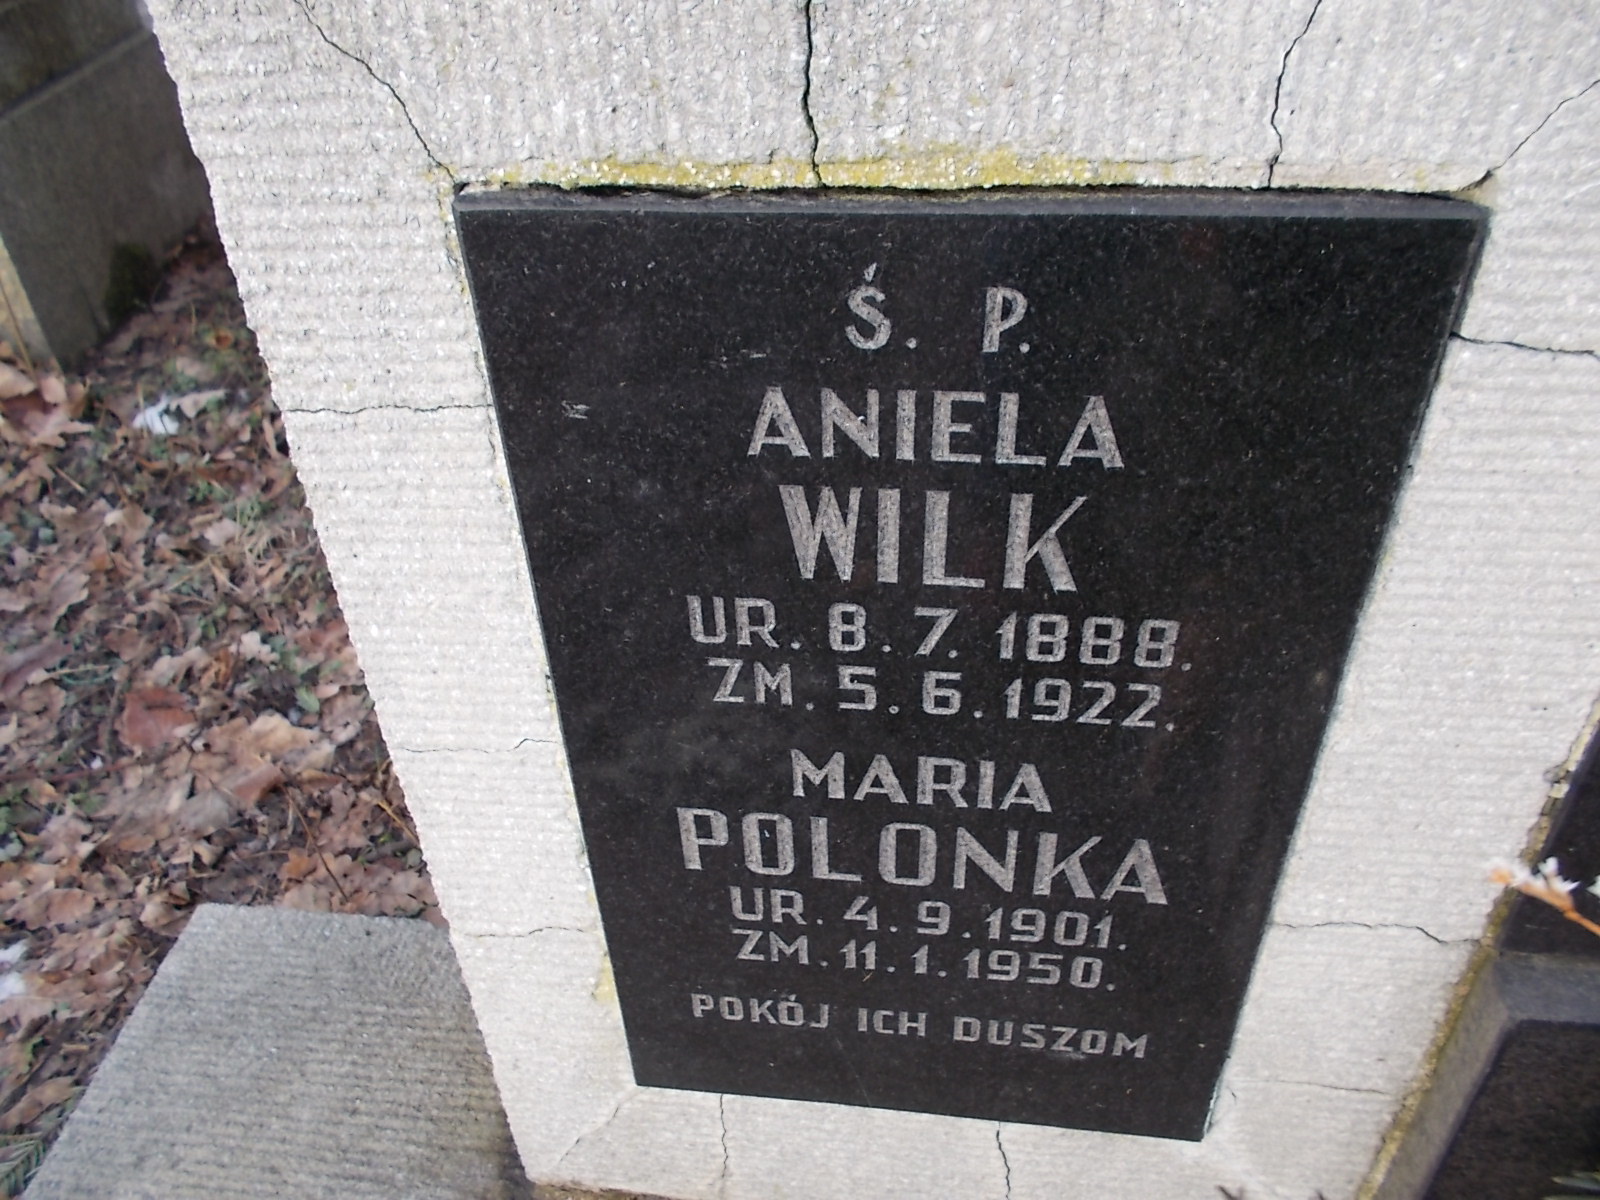 Ś. P.
ANIELA
WILK
UR. 8. 7. 1888.
ZM. 5. 6. 1922.
MARIA
POLONKA
UR. 4. 9. 1901.
ZM. 11. 1. 1950.
POKÓJ ICH DUSZOM